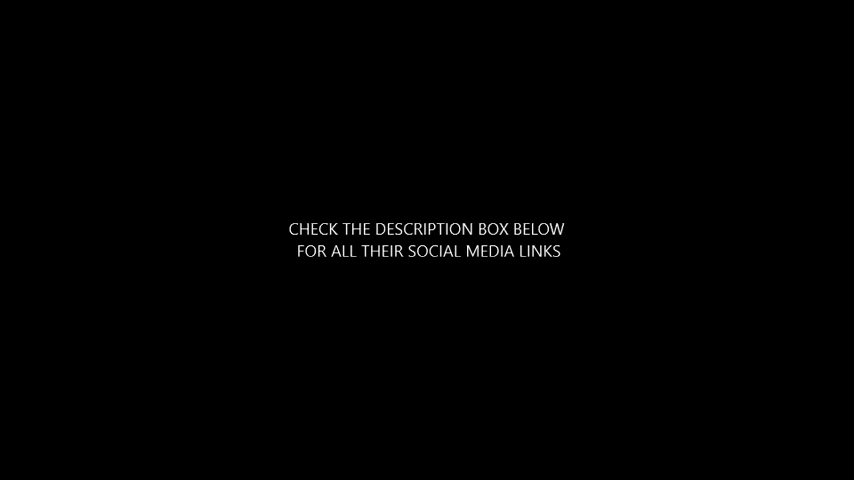 CHECK THE DESCRIPTION BOX BELOW
FOR ALL THEIR SOCIAL MEDIA LINKS